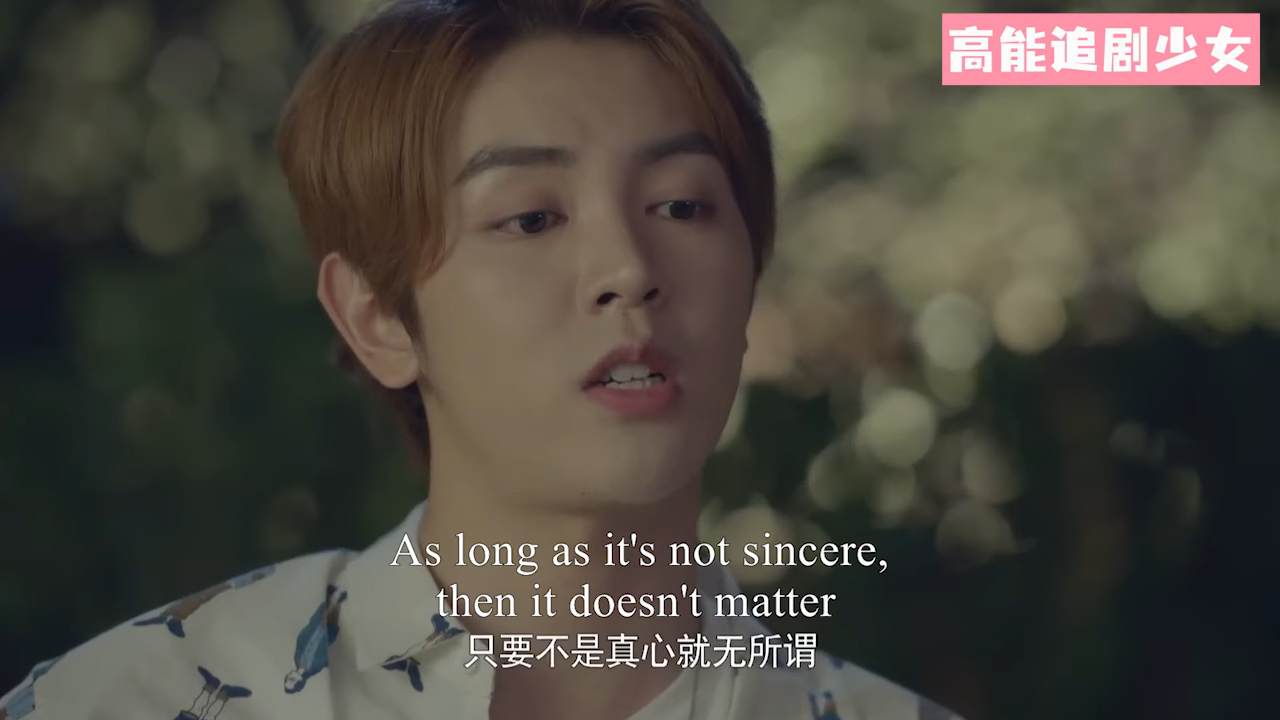 高能追剧少女
As long as it's not sincere,
then it doesn't matter
只要不是真心就无所谓